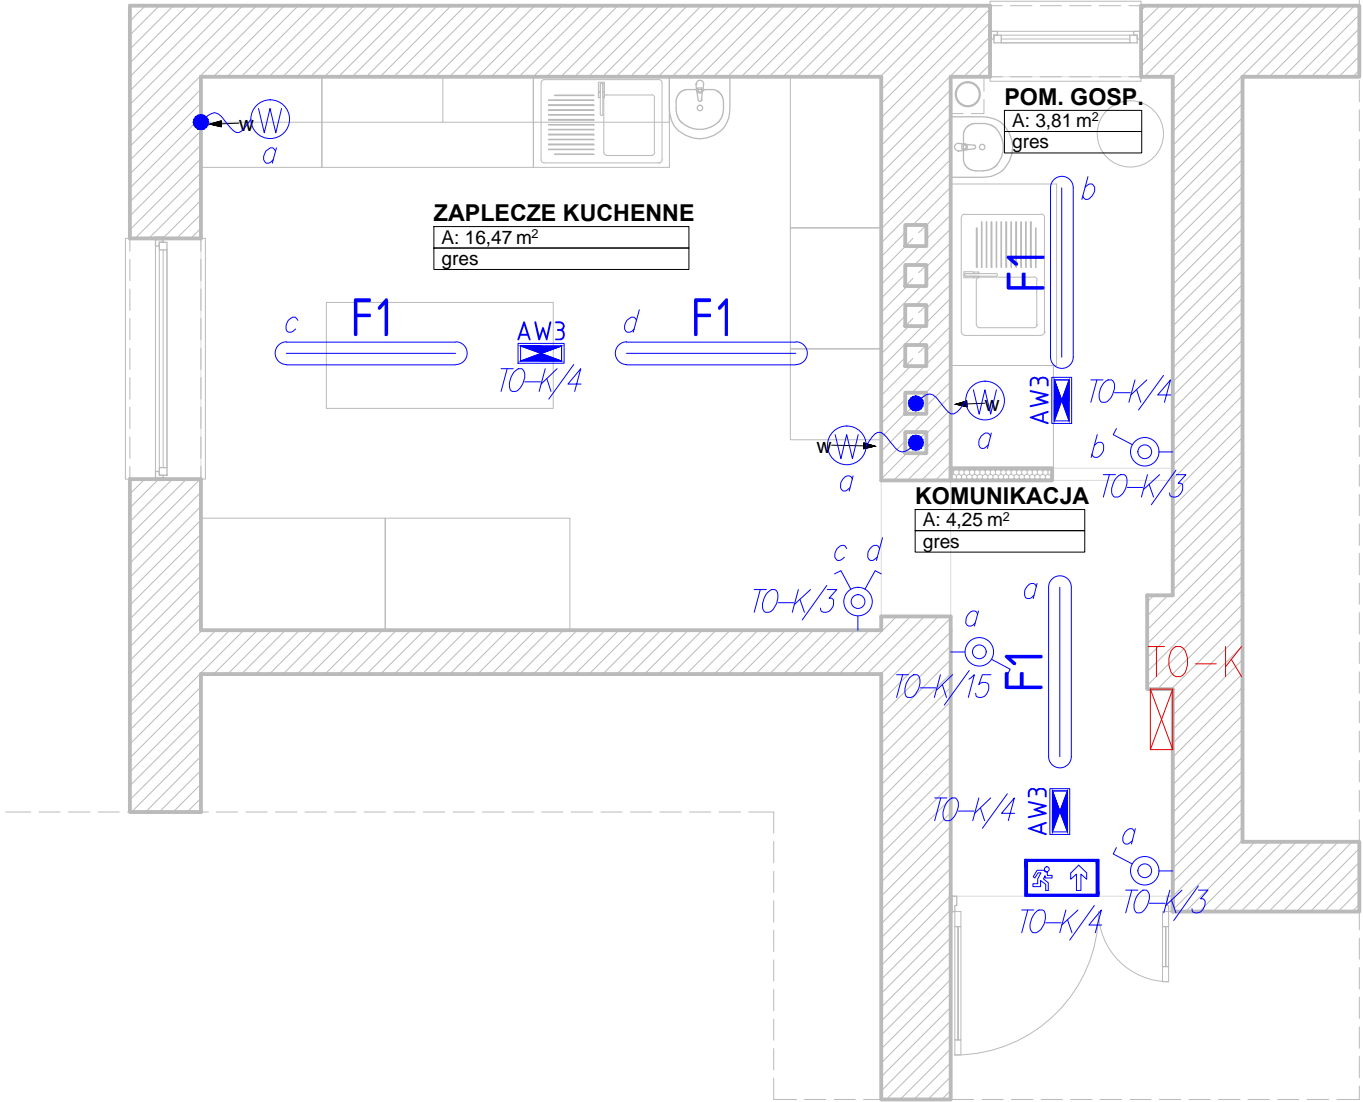 POM. GOSP.
A: 3,81 m²
gres
W
w
a
b
ZAPLECZE KUCHENNE
A: 16,47 m²
gres
F1
c
F1
d
F1
AW3
TO-K/4
AW3
TO-K/4
W
w
a
W
w
a
b
TO-K/3
KOMUNIKACJA
A: 4,25 m²
gres
c d
TO-K/3
a
a
F1
TO-K/15
TO-K
TO-K/4
AW3
a
TO-K/3
TO-K/4